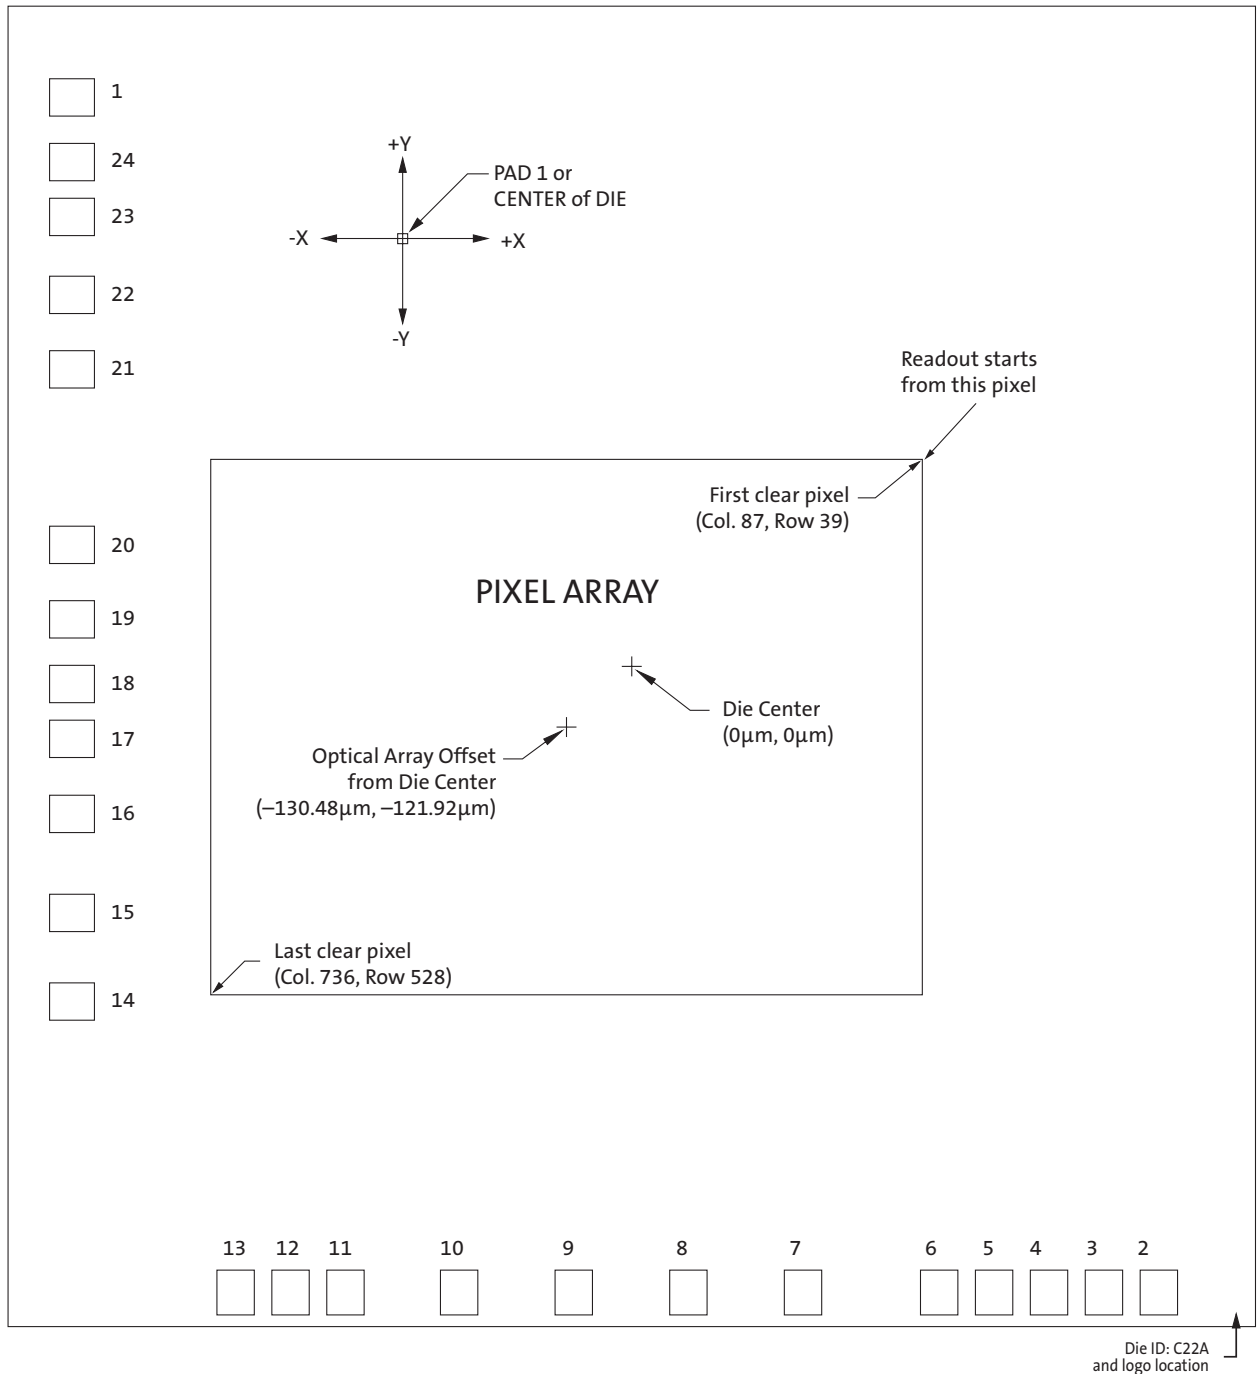 1
24
23
22
21
+Y
PAD 1 or
CENTER of DIE
-X
+X
-Y
Readout starts
from this pixel
First clear pixel
(Col. 87, Row 39)
20
19
18
17
16
15
14
PIXEL ARRAY
Die Center
(0µm, 0µm)
Optical Array Offset
from Die Center
(–130.48µm, –121.92µm)
Last clear pixel
(Col. 736, Row 528)
13 12 11 10 9 8 7 6 5 4 3 2
Die ID: C22A
and logo location